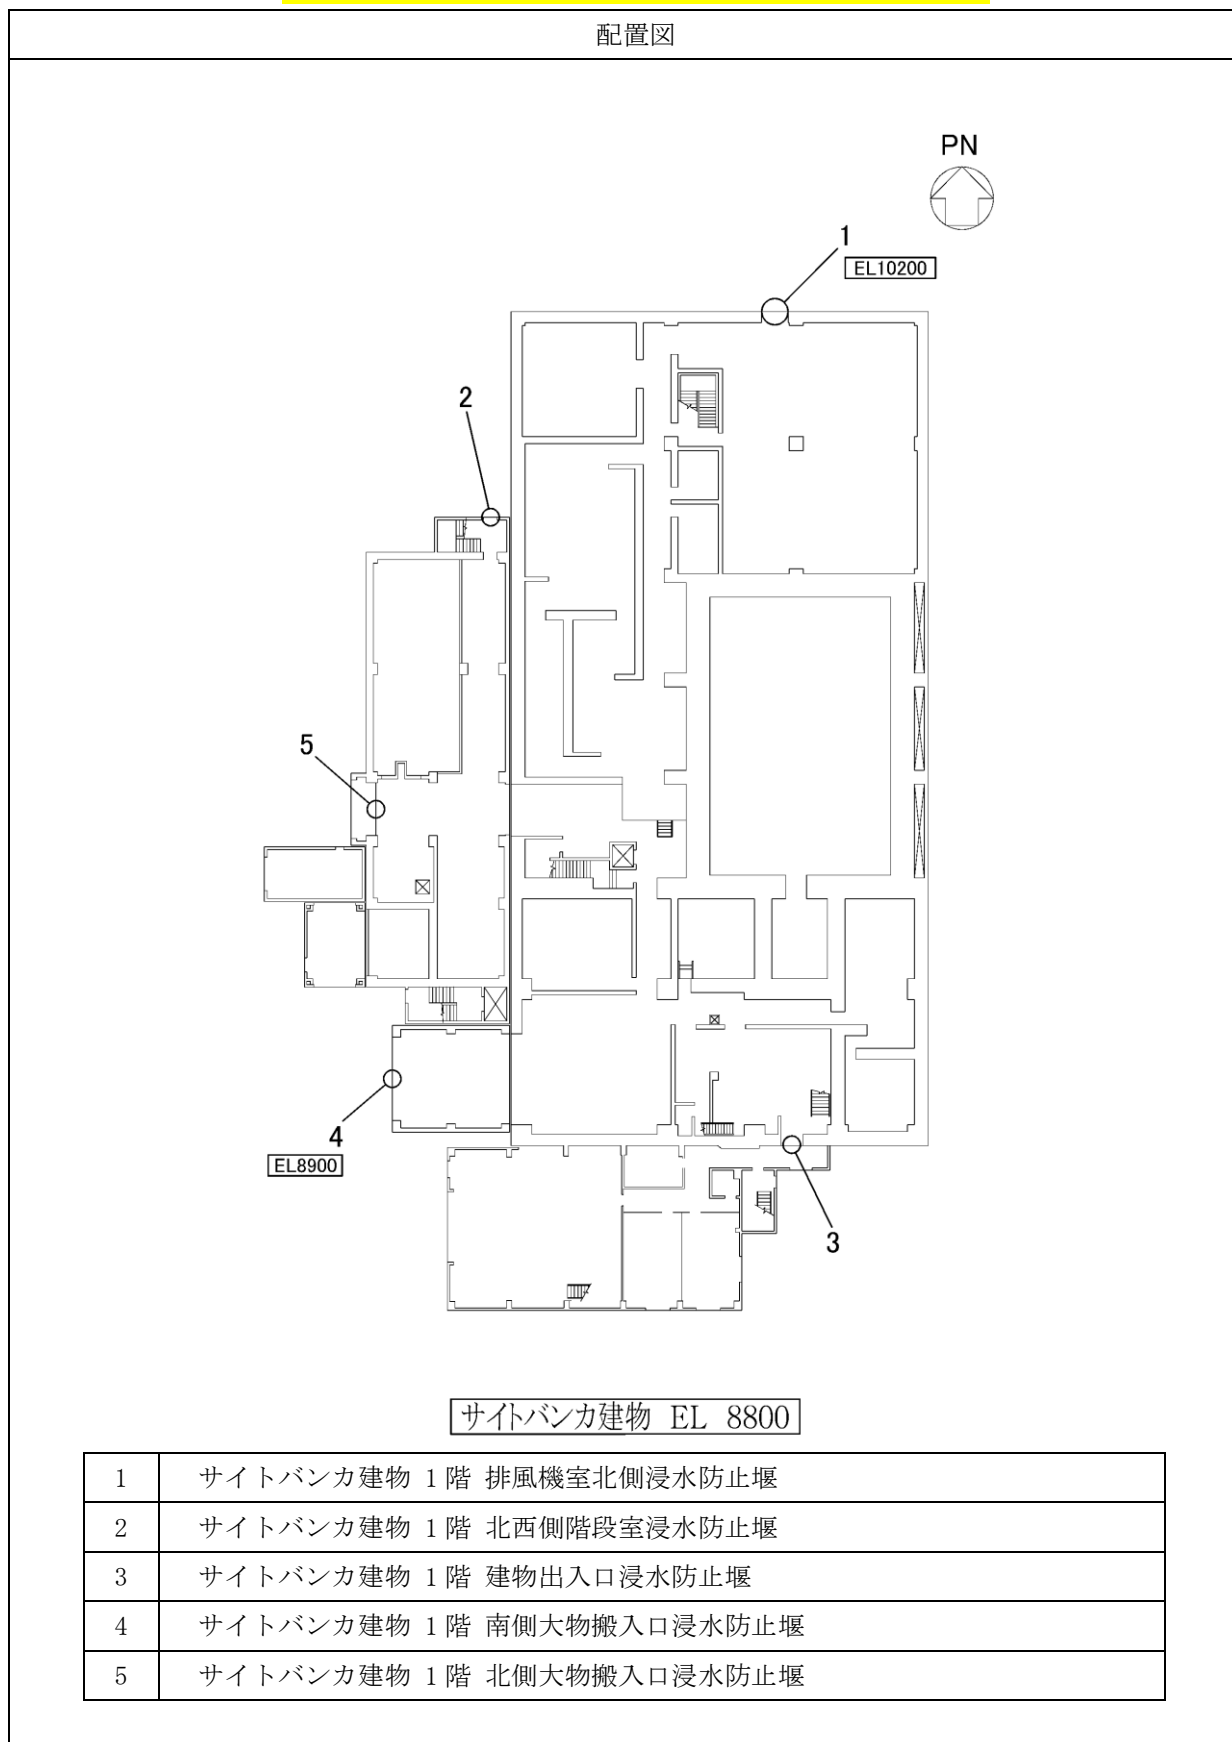 配置図
PN
1
EL10200
2
5
4
EL8900
3
サイトバンカ建物 EL 8800
1 サイトバンカ建物 1階 排風機室北側浸水防止堰
2 サイトバンカ建物 1階 北西側階段室浸水防止堰
3 サイトバンカ建物 1階 建物出入口浸水防止堰
4 サイトバンカ建物 1階 南側大物搬入口浸水防止堰
5 サイトバンカ建物 1階 北側大物搬入口浸水防止堰